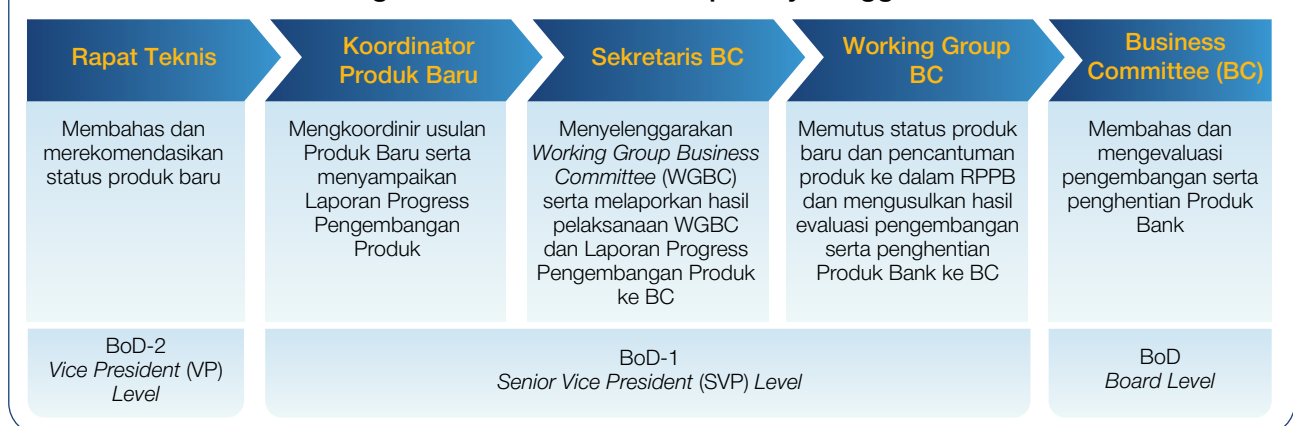 Rapat Teknis
Koordinator
Produk Baru
Sekretaris BC
Working Group
BC
Business
Committee (BC)
Membahas dan
merekomendasikan
status produk baru
Mengkoordinir usulan
Produk Baru serta
menyampaikan
Laporan Progress
Pengembangan
Produk
Menyelenggarakan
Working Group Business
Committee (WGBC)
serta melaporkan hasil
pelaksanaan WGBC
dan Laporan Progress
Pengembangan Produk
ke BC
Memutus status produk
baru dan pencantuman
produk ke dalam RPPB
dan mengusulkan hasil
evaluasi pengembangan
serta penghentian
Produk Bank ke BC
Membahas dan
mengevaluasi
pengembangan serta
penghentian Produk
Bank
BoD-2
Vice President (VP)
Level
BoD-1
Senior Vice President (SVP) Level
BoD
Board Level